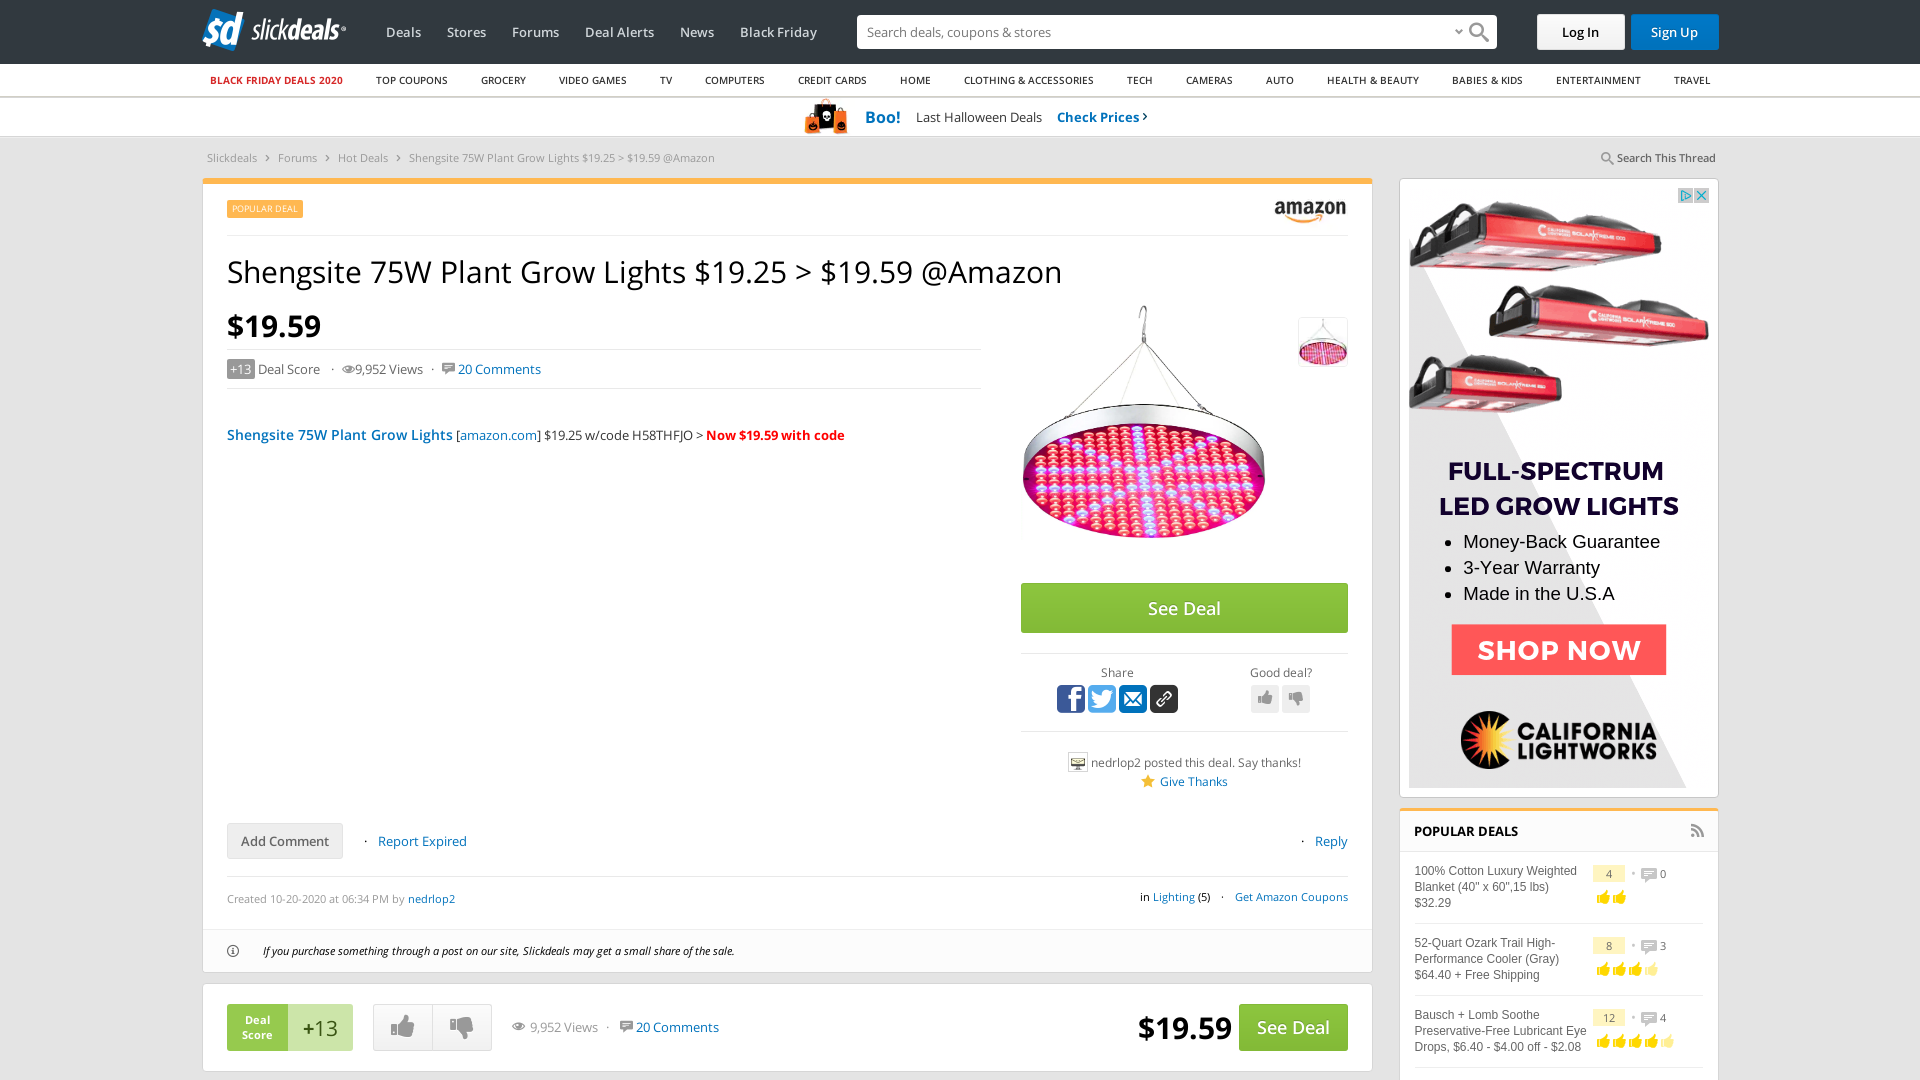 slickdeals
Deals
Stores
Forums
Deal Alerts
News
Black Friday
Search deals, coupons & stores
Log In
Sign Up
BLACK FRIDAY DEALS 2020
TOP COUPONS
GROCERY
VIDEO GAMES
TV
COMPUTERS
CREDIT CARDS
HOME
CLOTHING & ACCESSORIES
TECH
CAMERAS
AUTO
HEALTH & BEAUTY
BABIES & KIDS
ENTERTAINMENT
TRAVEL
Boo! Last Halloween Deals Check Prices ›
Slickdeals › Forums › Hot Deals › Shengsite 75W Plant Grow Lights $19.25 > $19.59 @Amazon
Search This Thread
POPULAR DEAL
amazon
Shengsite 75W Plant Grow Lights $19.25 > $19.59 @Amazon
$19.59
+13 Deal Score · 9,952 Views · 20 Comments
Shengsite 75W Plant Grow Lights [amazon.com] $19.25 w/code H58THFJO > Now $19.59 with code
See Deal
Share
Good deal?
nedrlop2 posted this deal. Say thanks!
Give Thanks
Add Comment · Report Expired
· Reply
Created 10-20-2020 at 06:34 PM by nedrlop2
in Lighting (5) · Get Amazon Coupons
If you purchase something through a post on our site, Slickdeals may get a small share of the sale.
Deal
Score
+13
9,952 Views · 20 Comments
$19.59
See Deal
FULL-SPECTRUM
LED GROW LIGHTS
• Money-Back Guarantee
• 3-Year Warranty
• Made in the U.S.A
SHOP NOW
CALIFORNIA
LIGHTWORKS
POPULAR DEALS
100% Cotton Luxury Weighted
Blanket (40" x 60",15 lbs)
$32.29
4 • 0
52-Quart Ozark Trail High-
Performance Cooler (Gray)
$64.40 + Free Shipping
8 • 3
Bausch + Lomb Soothe
Preservative-Free Lubricant Eye
Drops, $6.40 - $4.00 off - $2.08
12 • 4